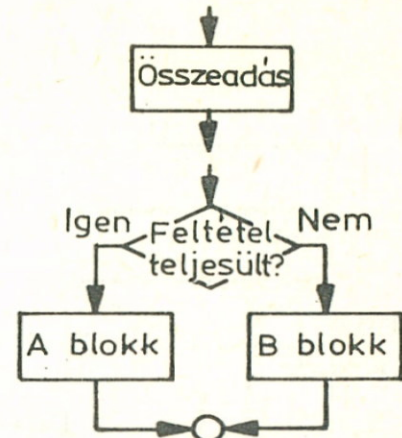 Összeadás
Igen
Nem
Feltétel
teljesült?
A blokk
B blokk